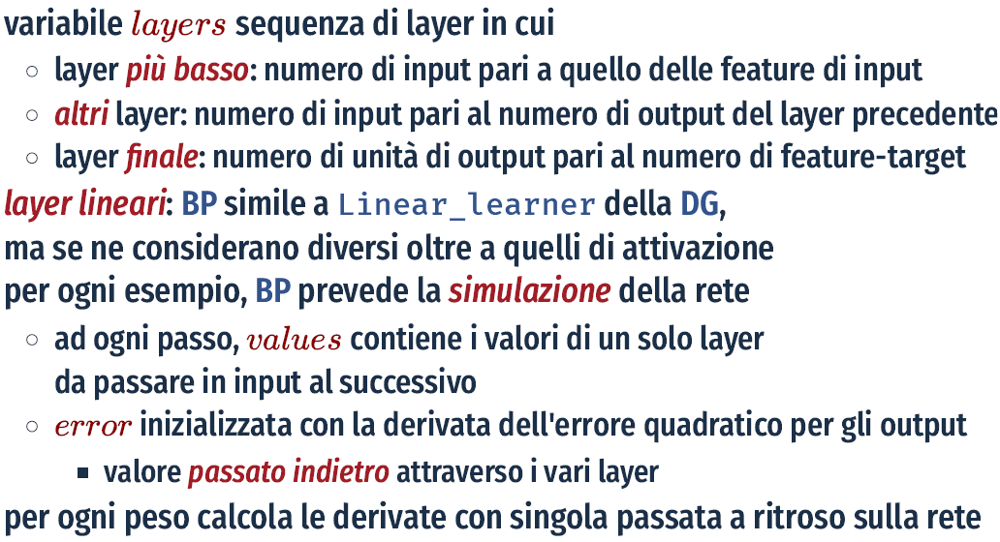 variabile layers sequenza di layer in cui
○ layer più basso: numero di input pari a quello delle feature di input
○ altri layer: numero di input pari al numero di output del layer precedente
○ layer finale: numero di unità di output pari al numero di feature-target
layer lineari: BP simile a Linear_learner della DG,
ma se ne considerano diversi oltre a quelli di attivazione
per ogni esempio, BP prevede la simulazione della rete
○ ad ogni passo, values contiene i valori di un solo layer
da passare in input al successivo
○ error inizializzata con la derivata dell'errore quadratico per gli output
▪ valore passato indietro attraverso i vari layer
per ogni peso calcola le derivate con singola passata a ritroso sulla rete